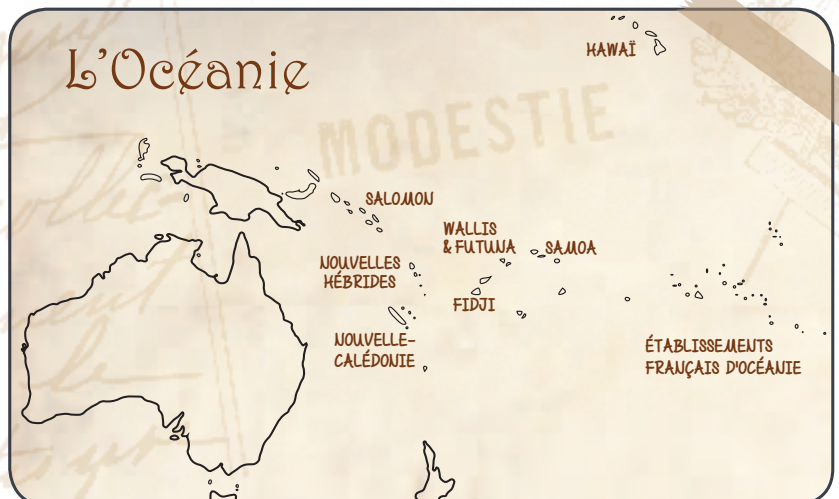 L'Océanie
HAWAÏ
MODESTIE
SALOMON
WALLIS
& FUTUNA
SAMOA
NOUVELLES
HÉBRIDES
FIDJI
NOUVELLE-
CALÉDONIE
ÉTABLISSEMENTS
FRANÇAIS D'OCÉANIE